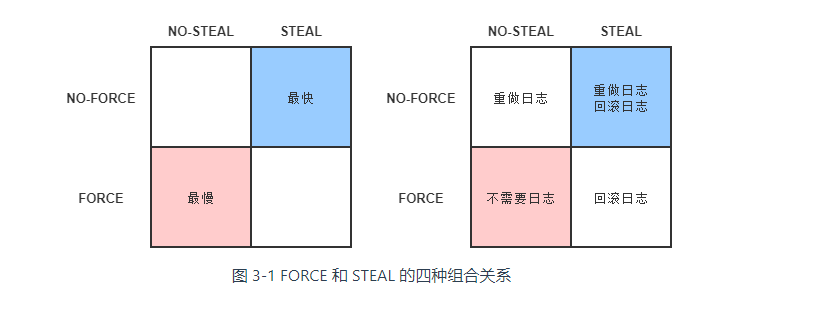 NO-STEAL STEAL
NO-FORCE 最快
FORCE 最慢
NO-STEAL STEAL
NO-FORCE 重做日志 重做日志
回滚日志
FORCE 不需要日志 回滚日志
图 3-1 FORCE 和 STEAL 的四种组合关系